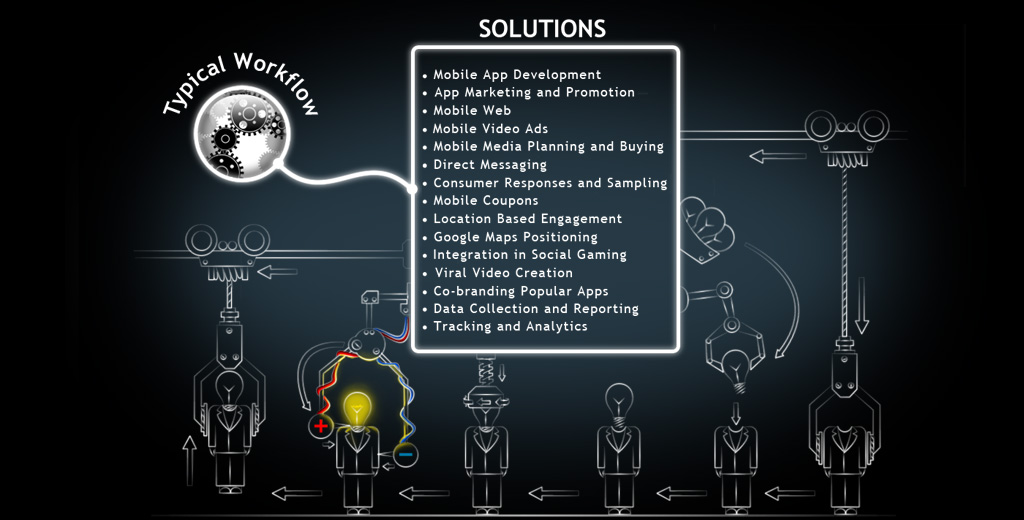 SOLUTIONS
Typical Workflow
• Mobile App Development
• App Marketing and Promotion
• Mobile Web
• Mobile Video Ads
• Mobile Media Planning and Buying
• Direct Messaging
• Consumer Responses and Sampling
• Mobile Coupons
• Location Based Engagement
• Google Maps Positioning
• Integration in Social Gaming
• Viral Video Creation
• Co-branding Popular Apps
• Data Collection and Reporting
• Tracking and Analytics
+
−